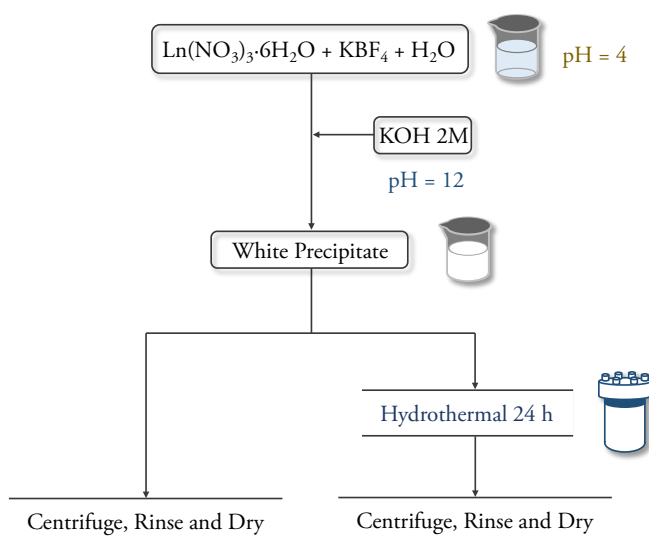 Ln(NO₃)₃·6H₂O + KBF₄ + H₂O
pH = 4
KOH 2M
pH = 12
White Precipitate
Hydrothermal 24 h
Centifuge, Rinse and Dry
Centrifuge, Rinse and Dry